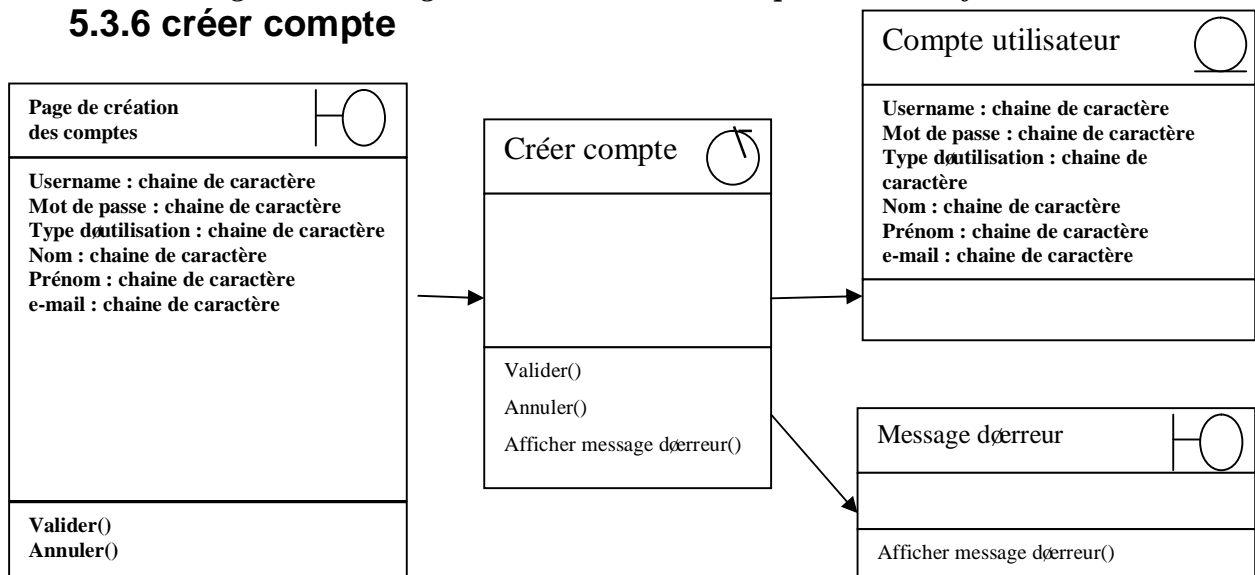 5.3.6 créer compte
Page de création
des comptes
Username : chaine de caractère
Mot de passe : chaine de caractère
Type døutilisation : chaine de caractère
Nom : chaine de caractère
Prénom : chaine de caractère
e-mail : chaine de caractère
Valider()
Annuler()
Créer compte
Valider()
Annuler()
Afficher message døerreur()
Compte utilisateur
Username : chaine de caractère
Mot de passe : chaine de caractère
Type døutilisation : chaine de
caractère
Nom : chaine de caractère
Prénom : chaine de caractère
e-mail : chaine de caractère
Message døerreur
Afficher message døerreur()